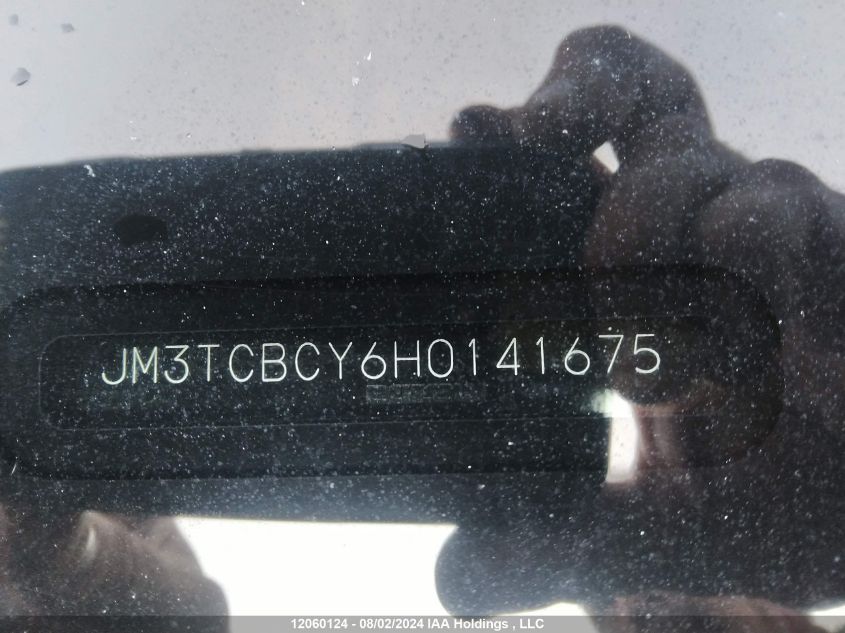 JM3TCBCY6H0141675
12060124 - 08/02/2024 IAA Holdings , LLC